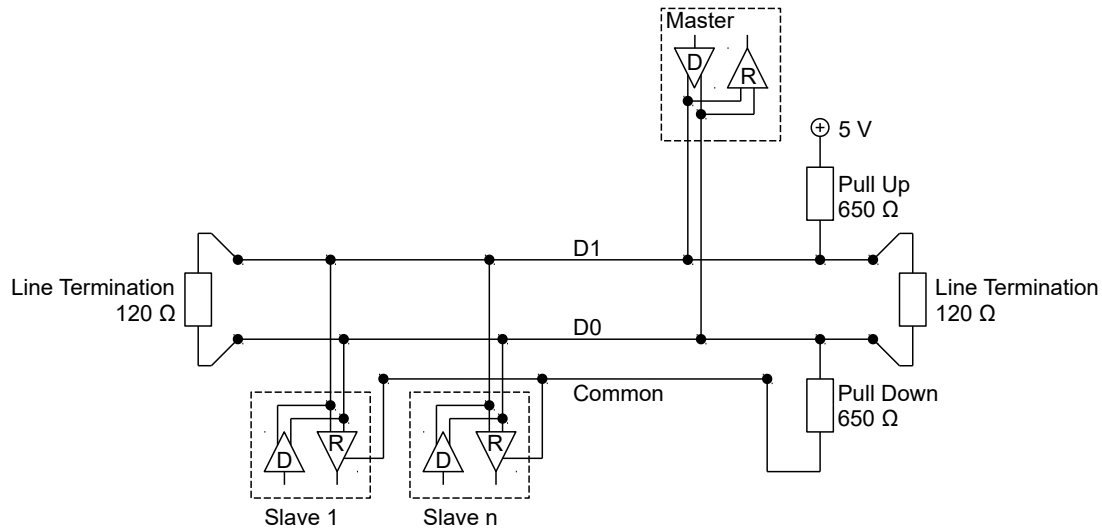 Master
D
R
5 V
Pull Up
650 Ω
D1
Line Termination
120 Ω
Line Termination
120 Ω
D0
Common
Pull Down
650 Ω
D
R
D
R
Slave 1
Slave n